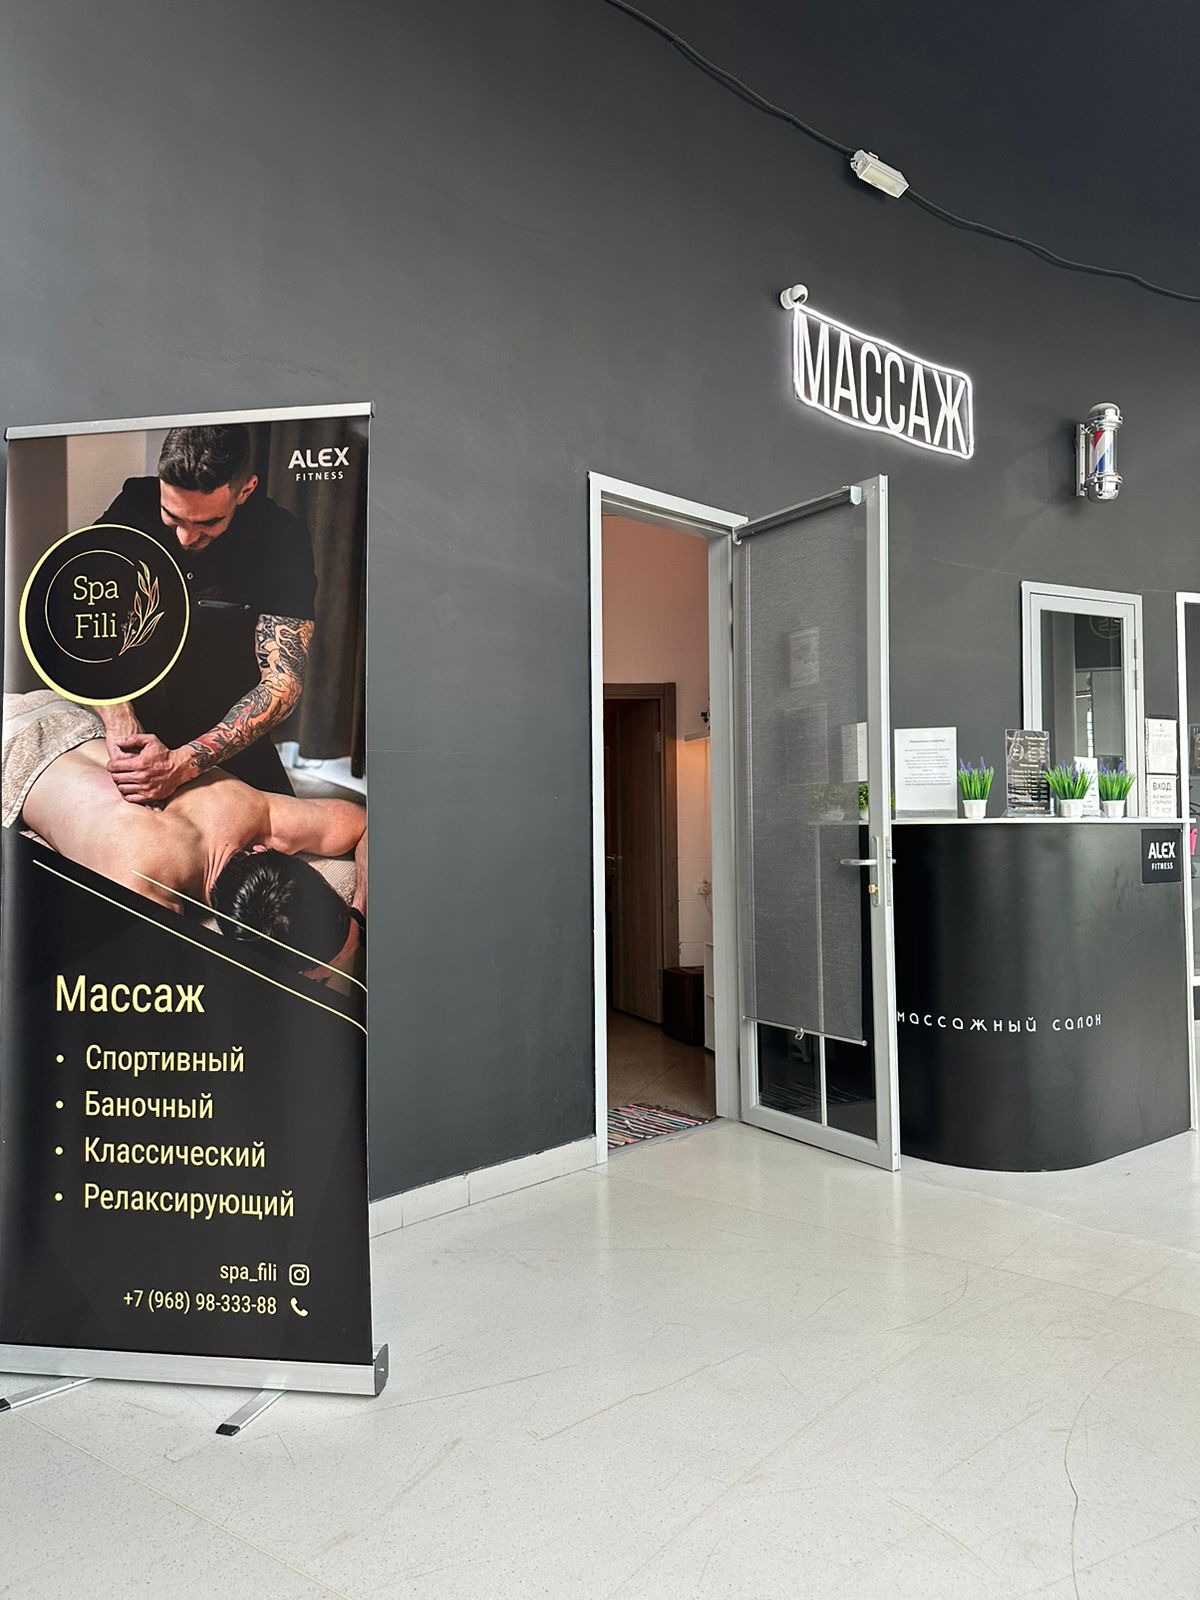 ALEX
FITNESS
Spa
Fili
Массаж
• Спортивный
• Баночный
• Классический
• Релаксирующий
spa_fili
+7 (968) 98-333-88
МАССАЖ
ВХОД
ALEX
FITNESS
массажный салон